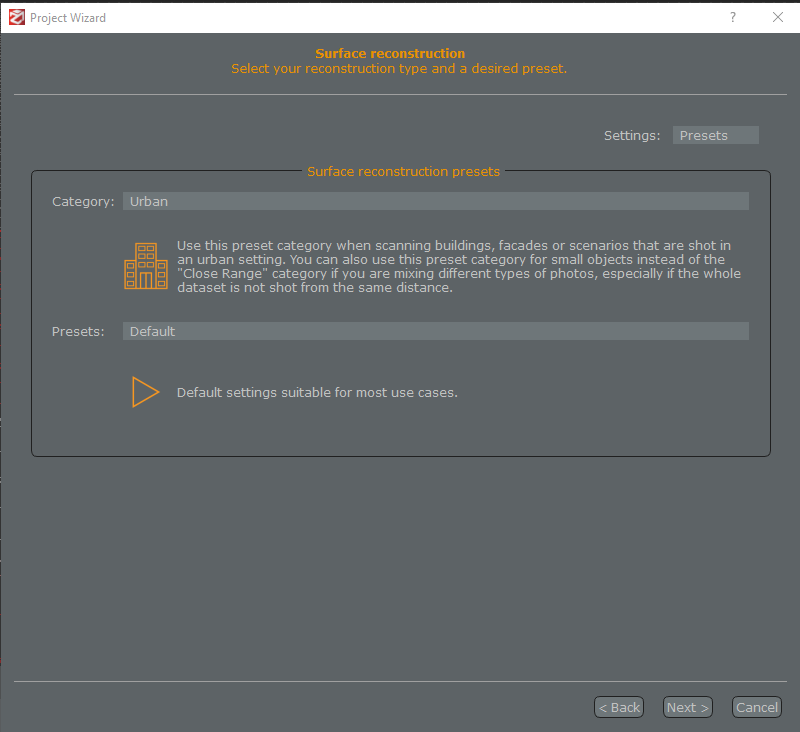 Project Wizard
?
Surface reconstruction
Select your reconstruction type and a desired preset.
Settings: Presets
Surface reconstruction presets
Category: Urban
Use this preset category when scanning buildings, facades or scenarios that are shot in
an urban setting. You can also use this preset category for small objects instead of the
"Close Range" category if you are mixing different types of photos, especially if the whole
dataset is not shot from the same distance.
Presets: Default
Default settings suitable for most use cases.
< Back Next > Cancel